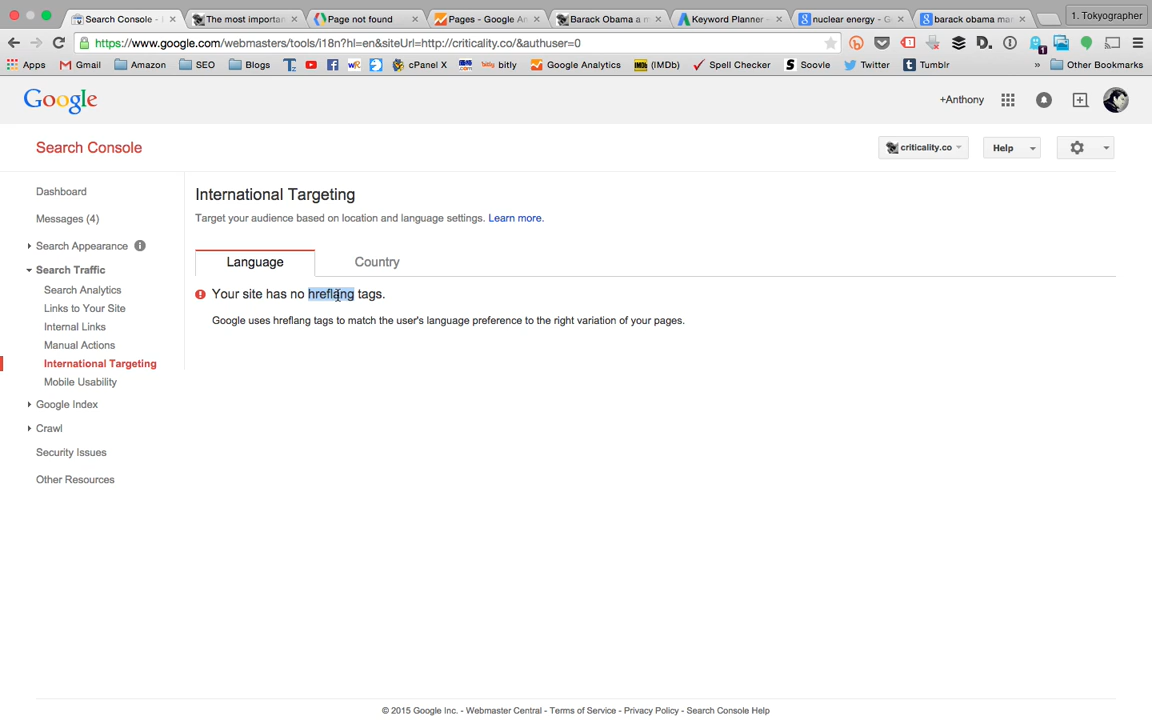 Search Console - 
The most importan
Page not found
Pages - Google An
Barack Obama a m
Keyword Planner –
nuclear energy - G
barack obama mar
1. Tokyographer
https://www.google.com/webmasters/tools/i18n?hl=en&siteUrl=http://criticality.co/&authuser=0
Apps
Gmail
Amazon
SEO
Blogs
cPanel X
bitly
Google Analytics
IMDb
(IMDb)
Spell Checker
Soovle
Twitter
Tumblr
»
Other Bookmarks
Google
+Anthony
Search Console
criticality.co
Help
Dashboard
Messages (4)
Search Appearance
Search Traffic
Search Analytics
Links to Your Site
Internal Links
Manual Actions
International Targeting
Mobile Usability
Google Index
Crawl
Security Issues
Other Resources
International Targeting
Target your audience based on location and language settings. Learn more.
Language
Country
Your site has no hreflang tags.
Google uses hreflang tags to match the user's language preference to the right variation of your pages.
© 2015 Google Inc. - Webmaster Central - Terms of Service - Privacy Policy - Search Console Help